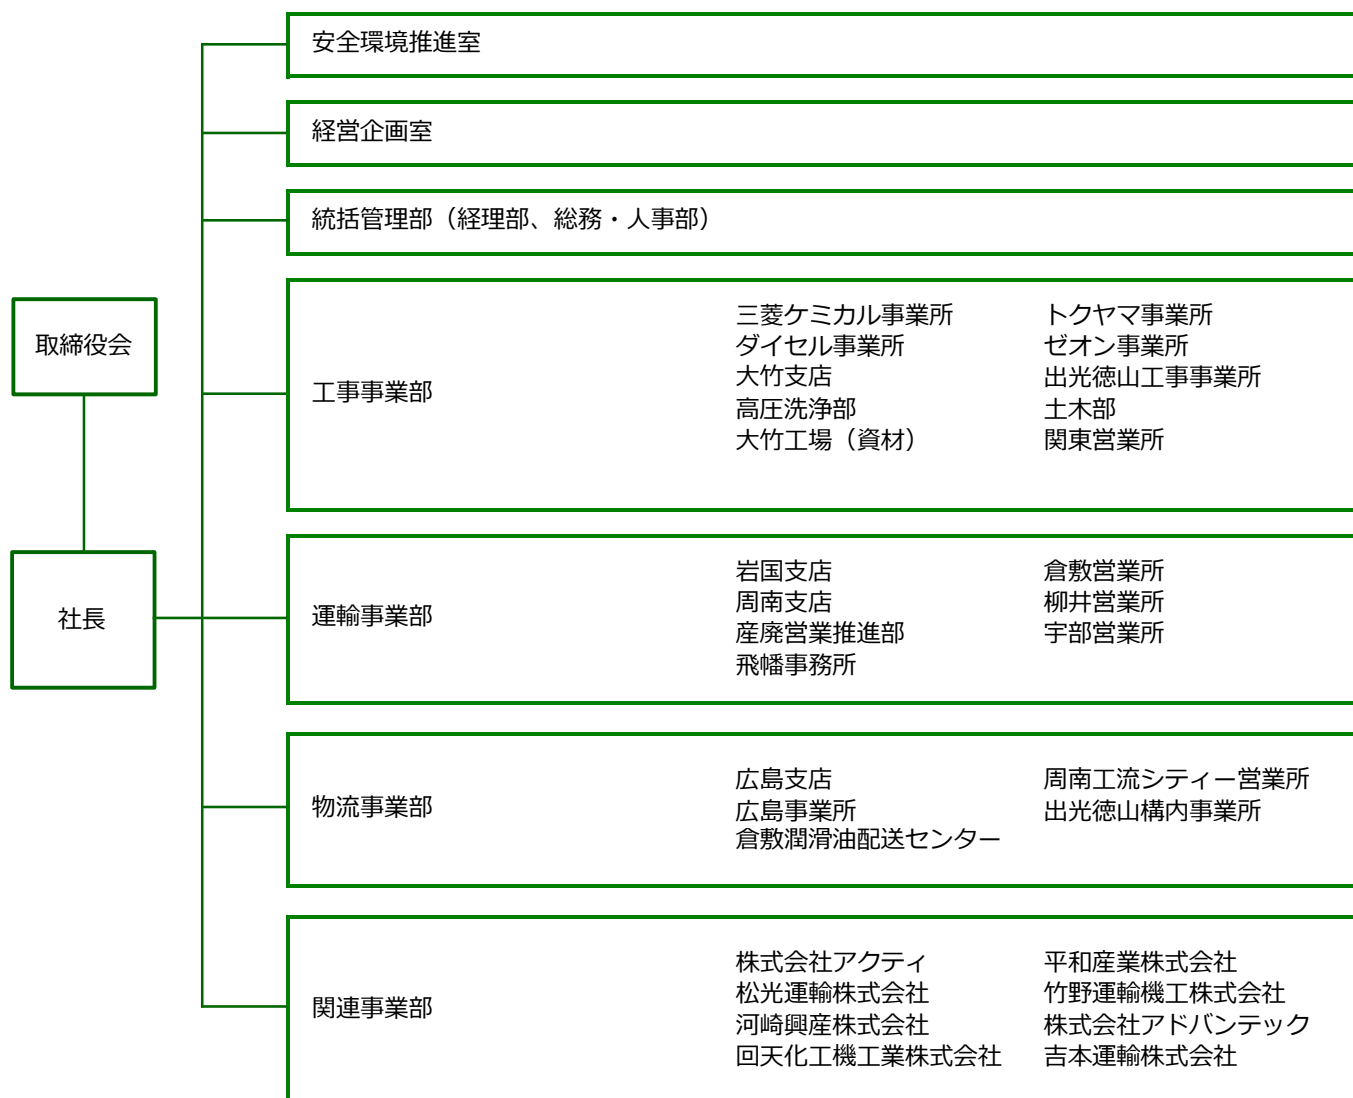 安全環境推進室
経営企画室
統括管理部（経理部、総務・人事部）
取締役会
社長
工事事業部
三菱ケミカル事業所
ダイセル事業所
大竹支店
高圧洗浄部
大竹工場（資材）
トクヤマ事業所
ゼオン事業所
出光徳山工事事業所
土木部
関東営業所
運輸事業部
岩国支店
周南支店
産廃営業推進部
飛幡事務所
倉敷営業所
柳井営業所
宇部営業所
物流事業部
広島支店
広島事業所
倉敷潤滑油配送センター
周南工流シティー営業所
出光徳山構内事業所
関連事業部
株式会社アクティ
松光運輸株式会社
河崎興産株式会社
回天化工機工業株式会社
平和産業株式会社
竹野運輸機工株式会社
株式会社アドバンテック
吉本運輸株式会社